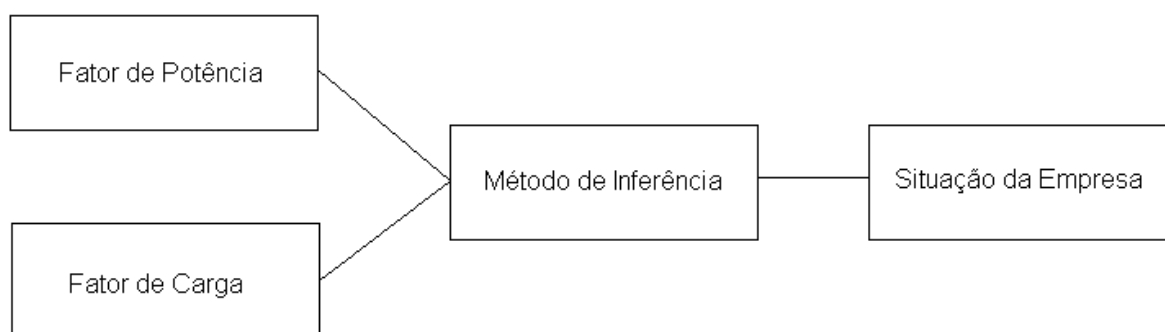 Fator de Potência
Fator de Carga
Método de Inferência
Situação da Empresa